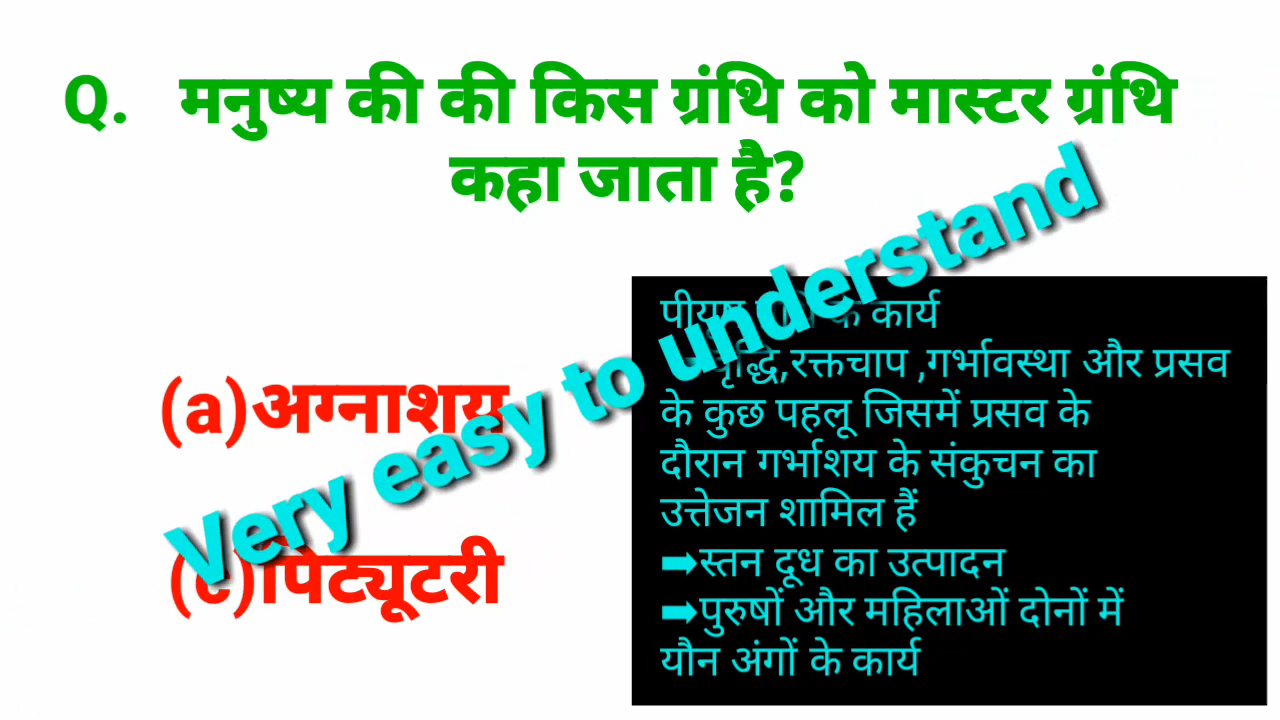 Q. मनुष्य की की किस ग्रंथि को मास्टर ग्रंथि
कहा जाता है?
(a)अग्नाशय
(c)पिट्यूटरी
Very easy to understand
पीयूष के कार्य
वृद्धि,रक्तचाप ,गर्भावस्था और प्रसव
के कुछ पहलू जिसमें प्रसव के
दौरान गर्भाशय के संकुचन का
उत्तेजन शामिल हैं
➡स्तन दूध का उत्पादन
➡पुरुषों और महिलाओं दोनों में
यौन अंगों के कार्य